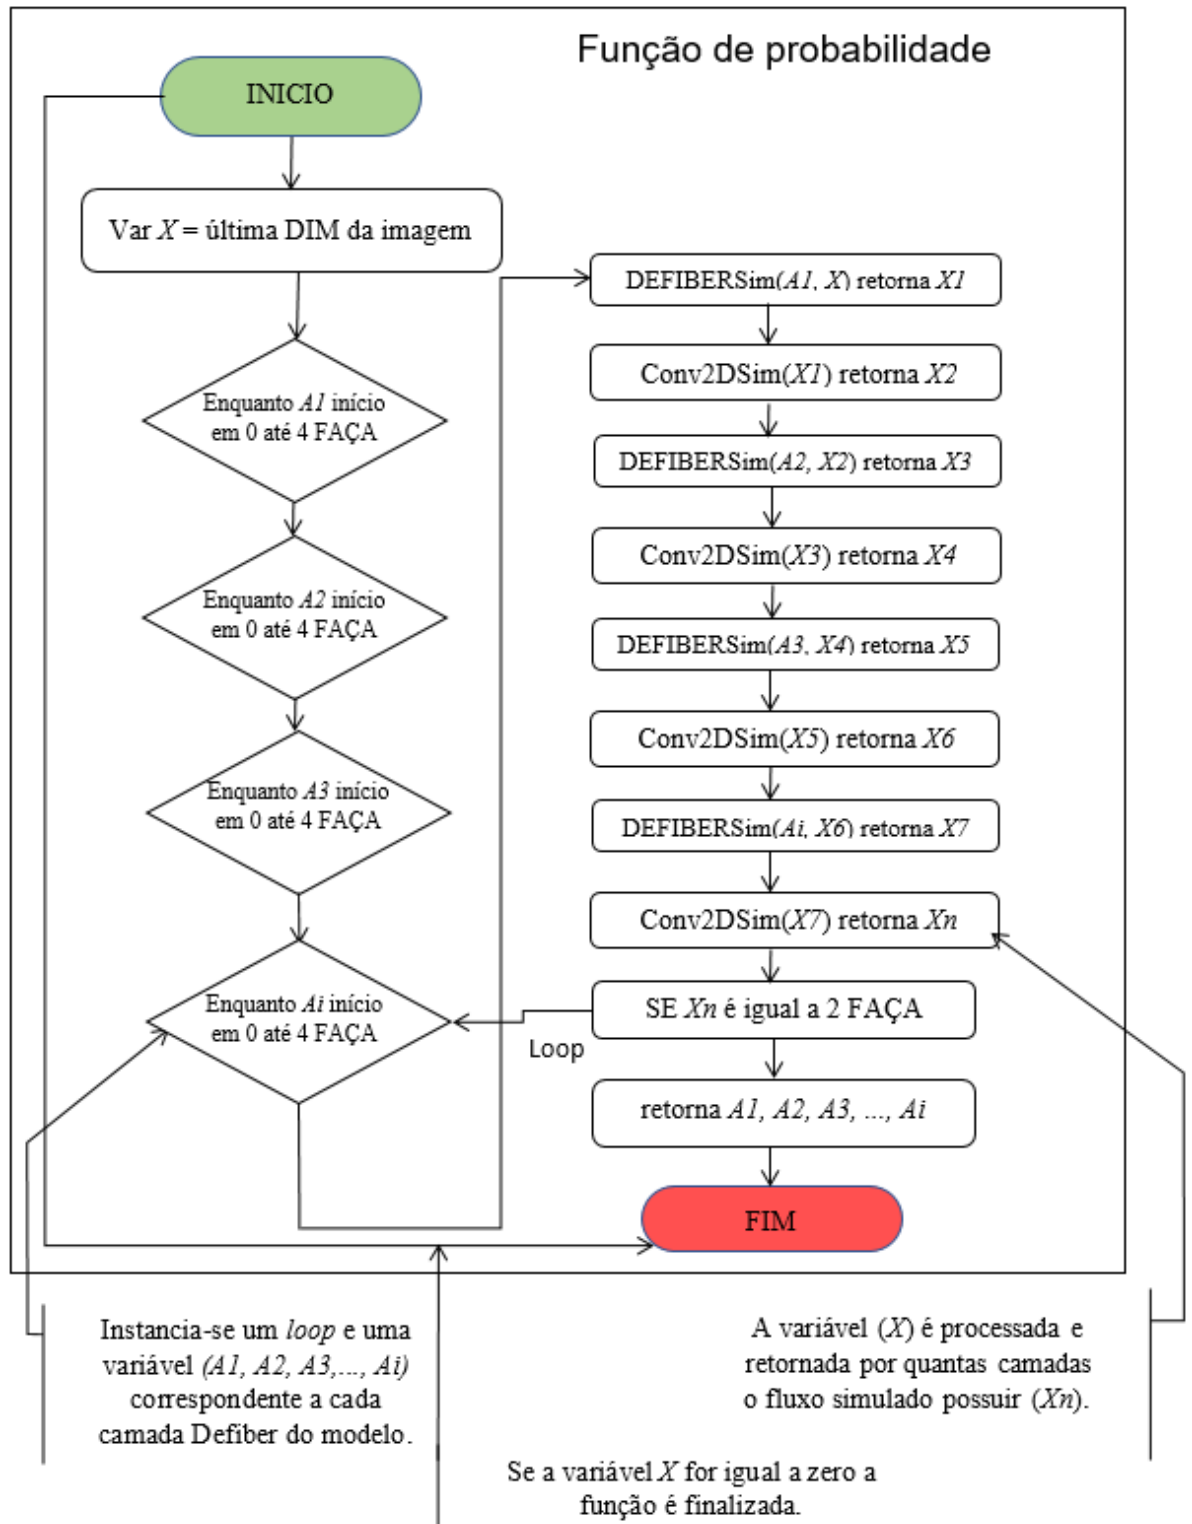 Função de probabilidade
INICIO
Var X = última DIM da imagem
Enquanto A1 início
em 0 até 4 FAÇA
Enquanto A2 início
em 0 até 4 FAÇA
Enquanto A3 início
em 0 até 4 FAÇA
Enquanto Ai início
em 0 até 4 FAÇA
DEFIBERSim(A1, X) retorna X1
Conv2DSim(X1) retorna X2
DEFIBERSim(A2, X2) retorna X3
Conv2DSim(X3) retorna X4
DEFIBERSim(A3, X4) retorna X5
Conv2DSim(X5) retorna X6
DEFIBERSim(Ai, X6) retorna X7
Conv2DSim(X7) retorna Xn
SE Xn é igual a 2 FAÇA
Loop
retorna A1, A2, A3, ..., Ai
FIM
Instancia-se um loop e uma
variável (A1, A2, A3,..., Ai)
correspondente a cada
camada Defiber do modelo.
A variável (X) é processada e
retornada por quantas camadas
o fluxo simulado possuir (Xn).
Se a variável X for igual a zero a
função é finalizada.